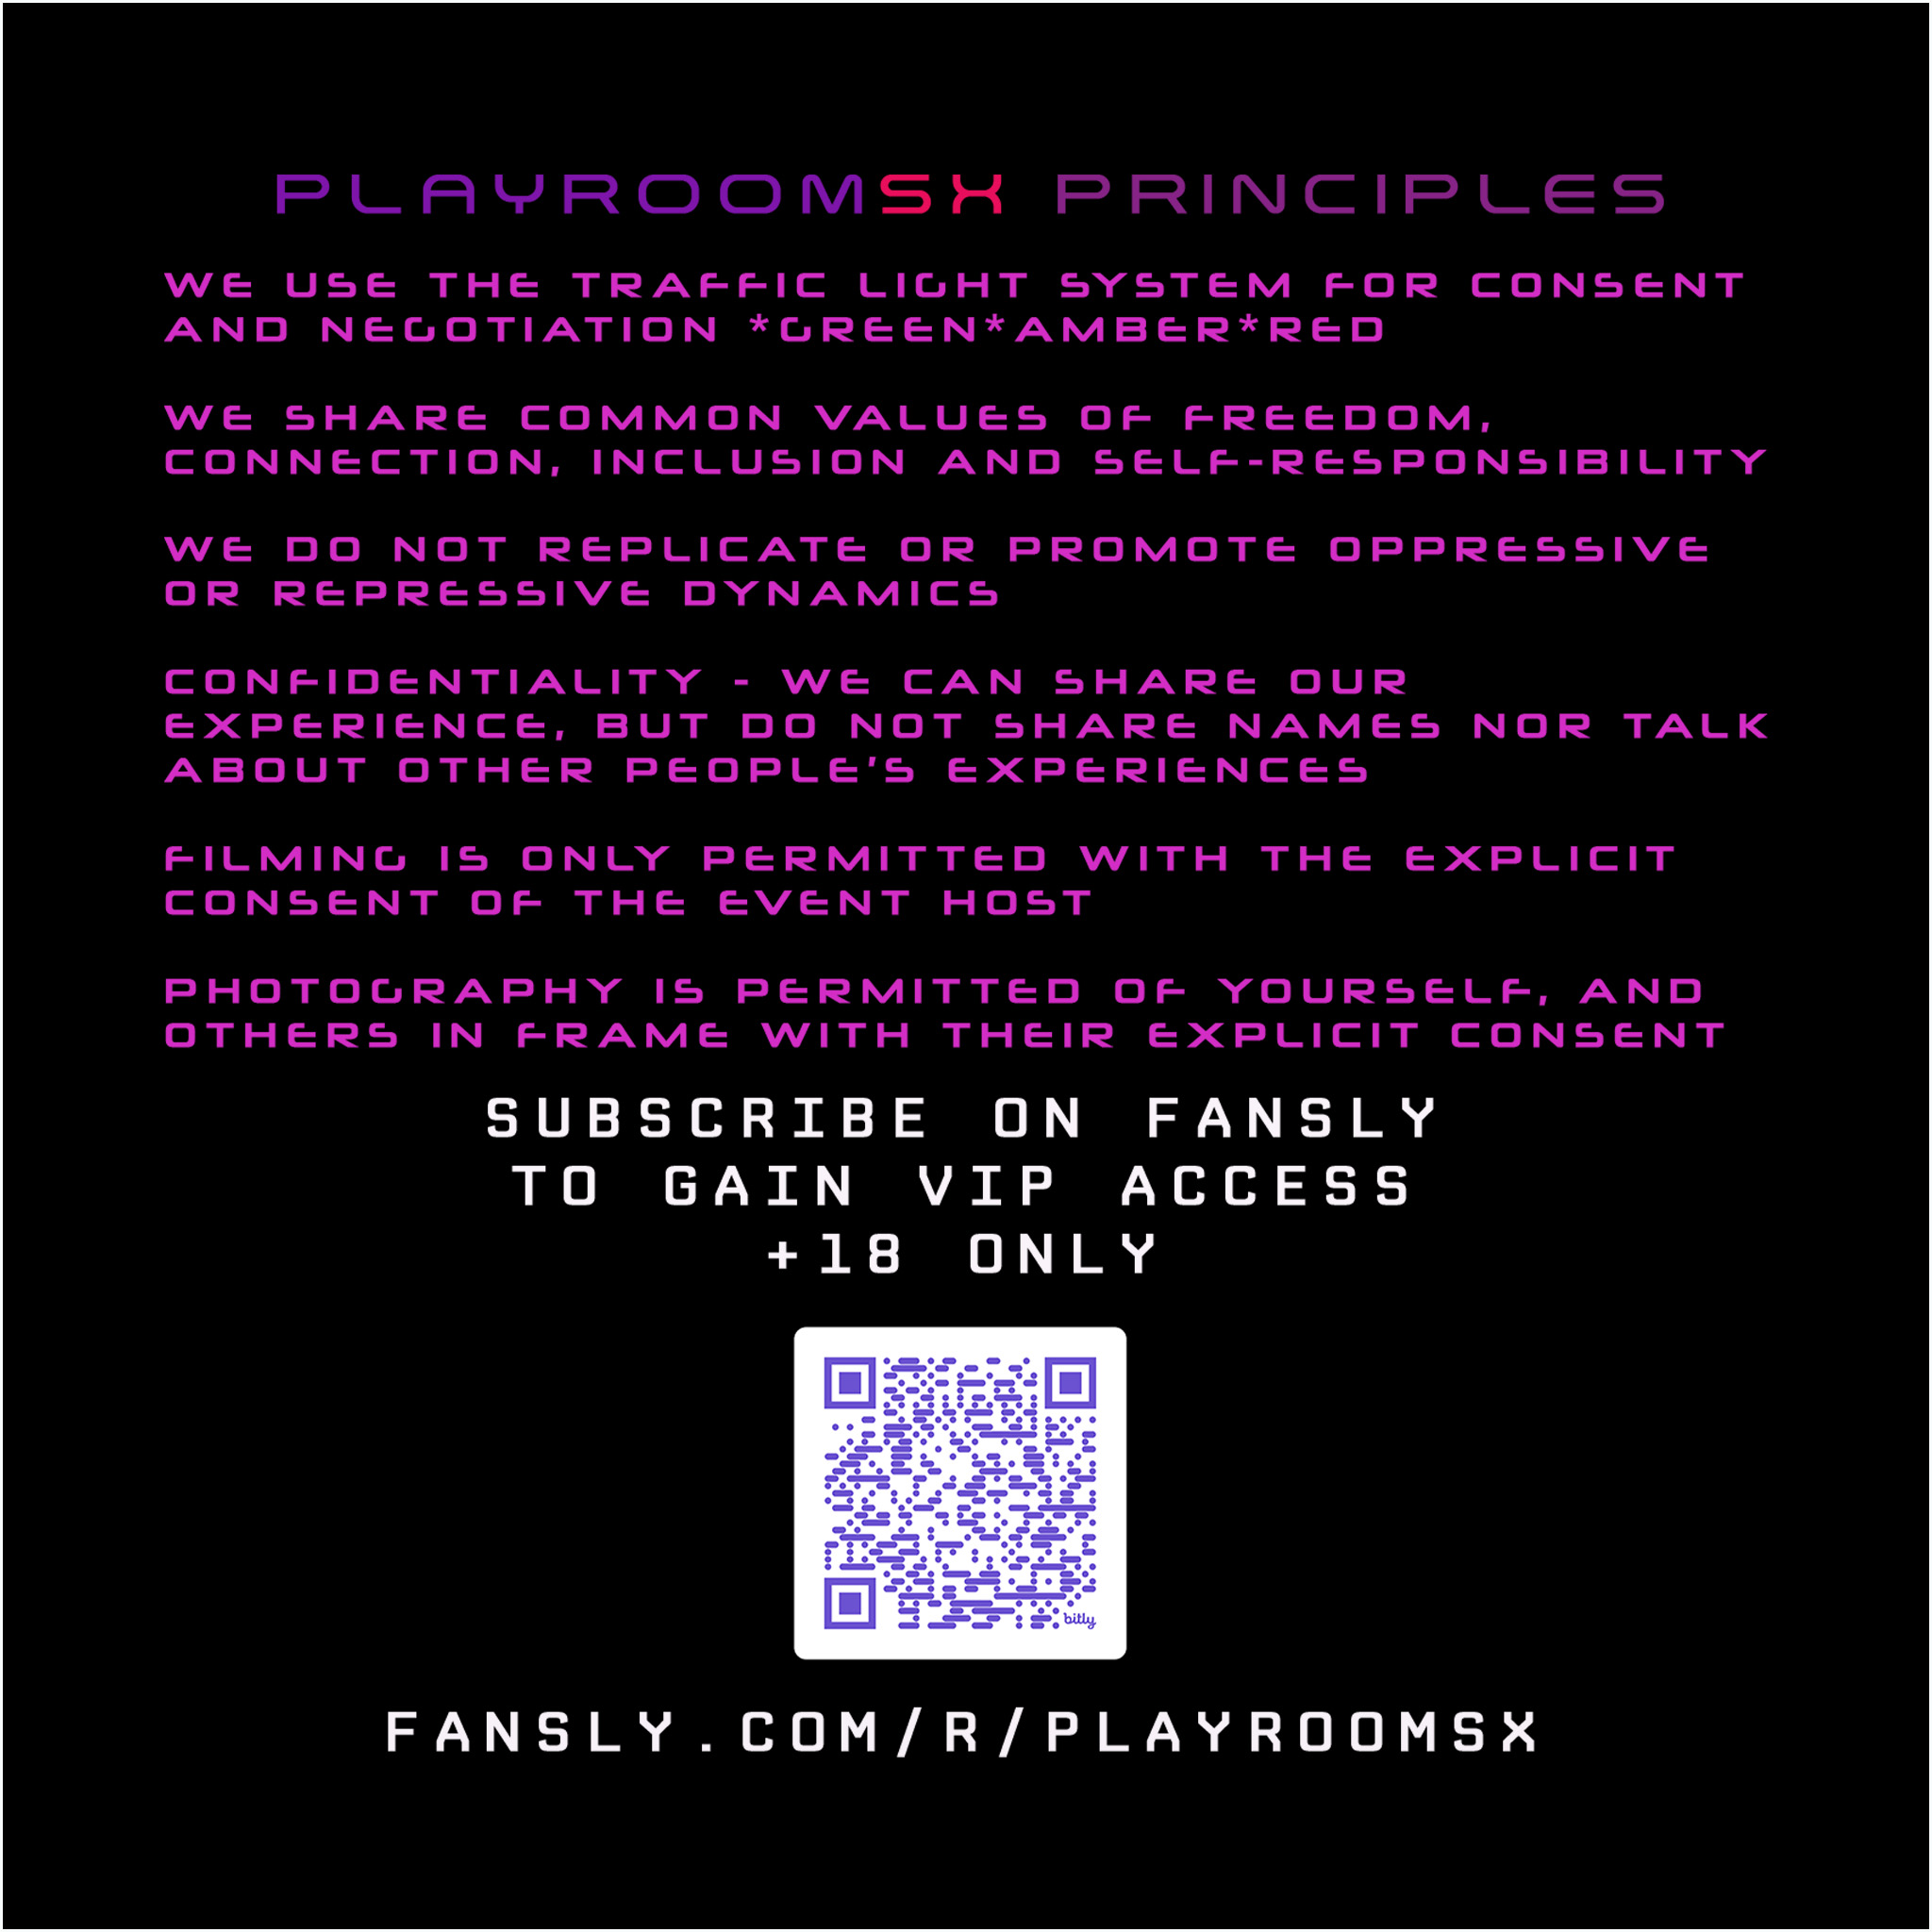 PLAYROOMSX PRINCIPLES
WE USE THE TRAFFIC LIGHT SYSTEM FOR CONSENT
AND NEGOTIATION *GREEN*AMBER*RED
WE SHARE COMMON VALUES OF FREEDOM,
CONNECTION, INCLUSION AND SELF-RESPONSIBILITY
WE DO NOT REPLICATE OR PROMOTE OPPRESSIVE
OR REPRESSIVE DYNAMICS
CONFIDENTIALITY - WE CAN SHARE OUR
EXPERIENCE, BUT DO NOT SHARE NAMES NOR TALK
ABOUT OTHER PEOPLE'S EXPERIENCES
FILMING IS ONLY PERMITTED WITH THE EXPLICIT
CONSENT OF THE EVENT HOST
PHOTOGRAPHY IS PERMITTED OF YOURSELF, AND
OTHERS IN FRAME WITH THEIR EXPLICIT CONSENT
SUBSCRIBE ON FANSLY
TO GAIN VIP ACCESS
+18 ONLY
bitly
FANSLY.COM/R/PLAYROOMSX